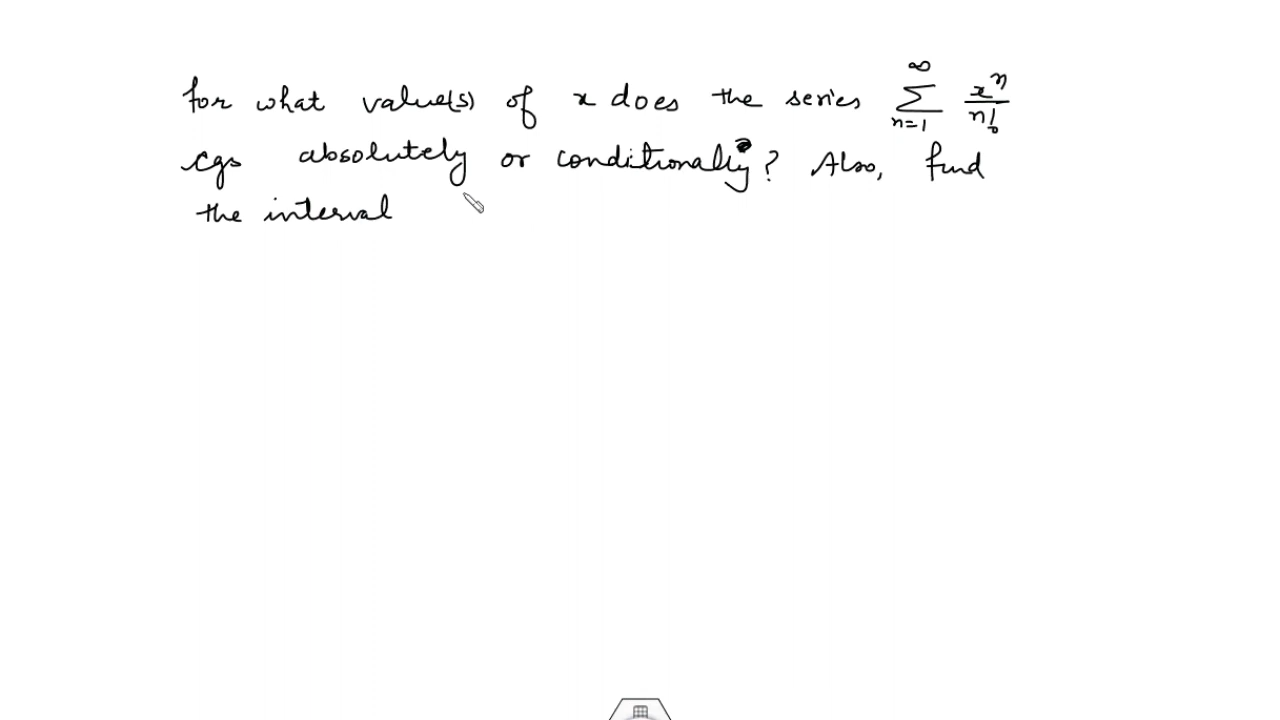 for what value(s) of x does the series ∑_{n=1}^{∞} x^n/n!
cgs absolutely or conditionally? Also, find
the interval